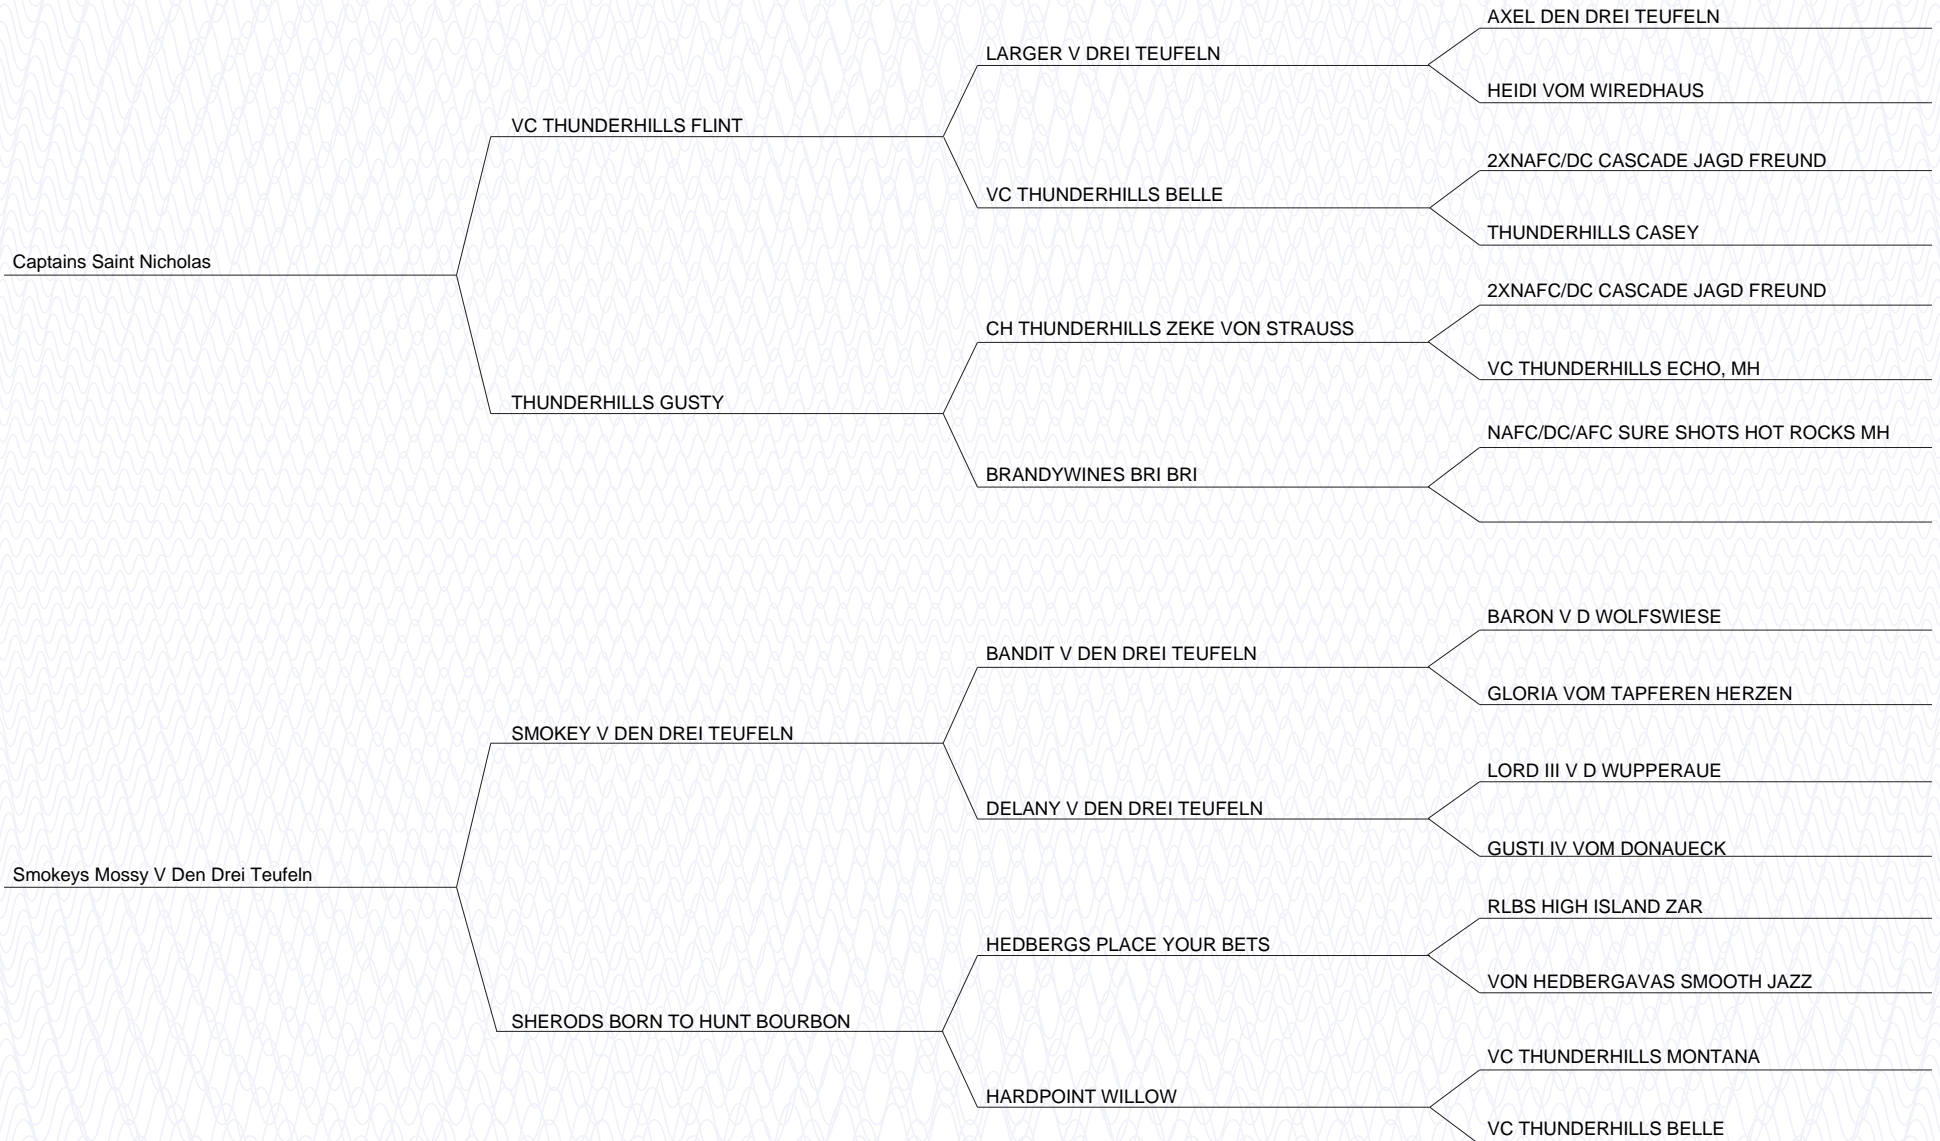 AXEL DEN DREI TEUFELN
LARGER V DREI TEUFELN
HEIDI VOM WIREDHAUS
VC THUNDERHILLS FLINT
2XNAFC/DC CASCADE JAGD FREUND
VC THUNDERHILLS BELLE
THUNDERHILLS CASEY
Captains Saint Nicholas
2XNAFC/DC CASCADE JAGD FREUND
CH THUNDERHILLS ZEKE VON STRAUSS
VC THUNDERHILLS ECHO, MH
THUNDERHILLS GUSTY
NAFC/DC/AFC SURE SHOTS HOT ROCKS MH
BRANDYWINES BRI BRI
BARON V D WOLFSWIESE
BANDIT V DEN DREI TEUFELN
GLORIA VOM TAPFEREN HERZEN
SMOKEY V DEN DREI TEUFELN
LORD III V D WUPPERAUE
DELANY V DEN DREI TEUFELN
GUSTI IV VOM DONAUECK
Smokeys Mossy V Den Drei Teufeln
RLBS HIGH ISLAND ZAR
HEDBERGS PLACE YOUR BETS
VON HEDBERGAVAS SMOOTH JAZZ
SHERODS BORN TO HUNT BOURBON
VC THUNDERHILLS MONTANA
HARDPOINT WILLOW
VC THUNDERHILLS BELLE